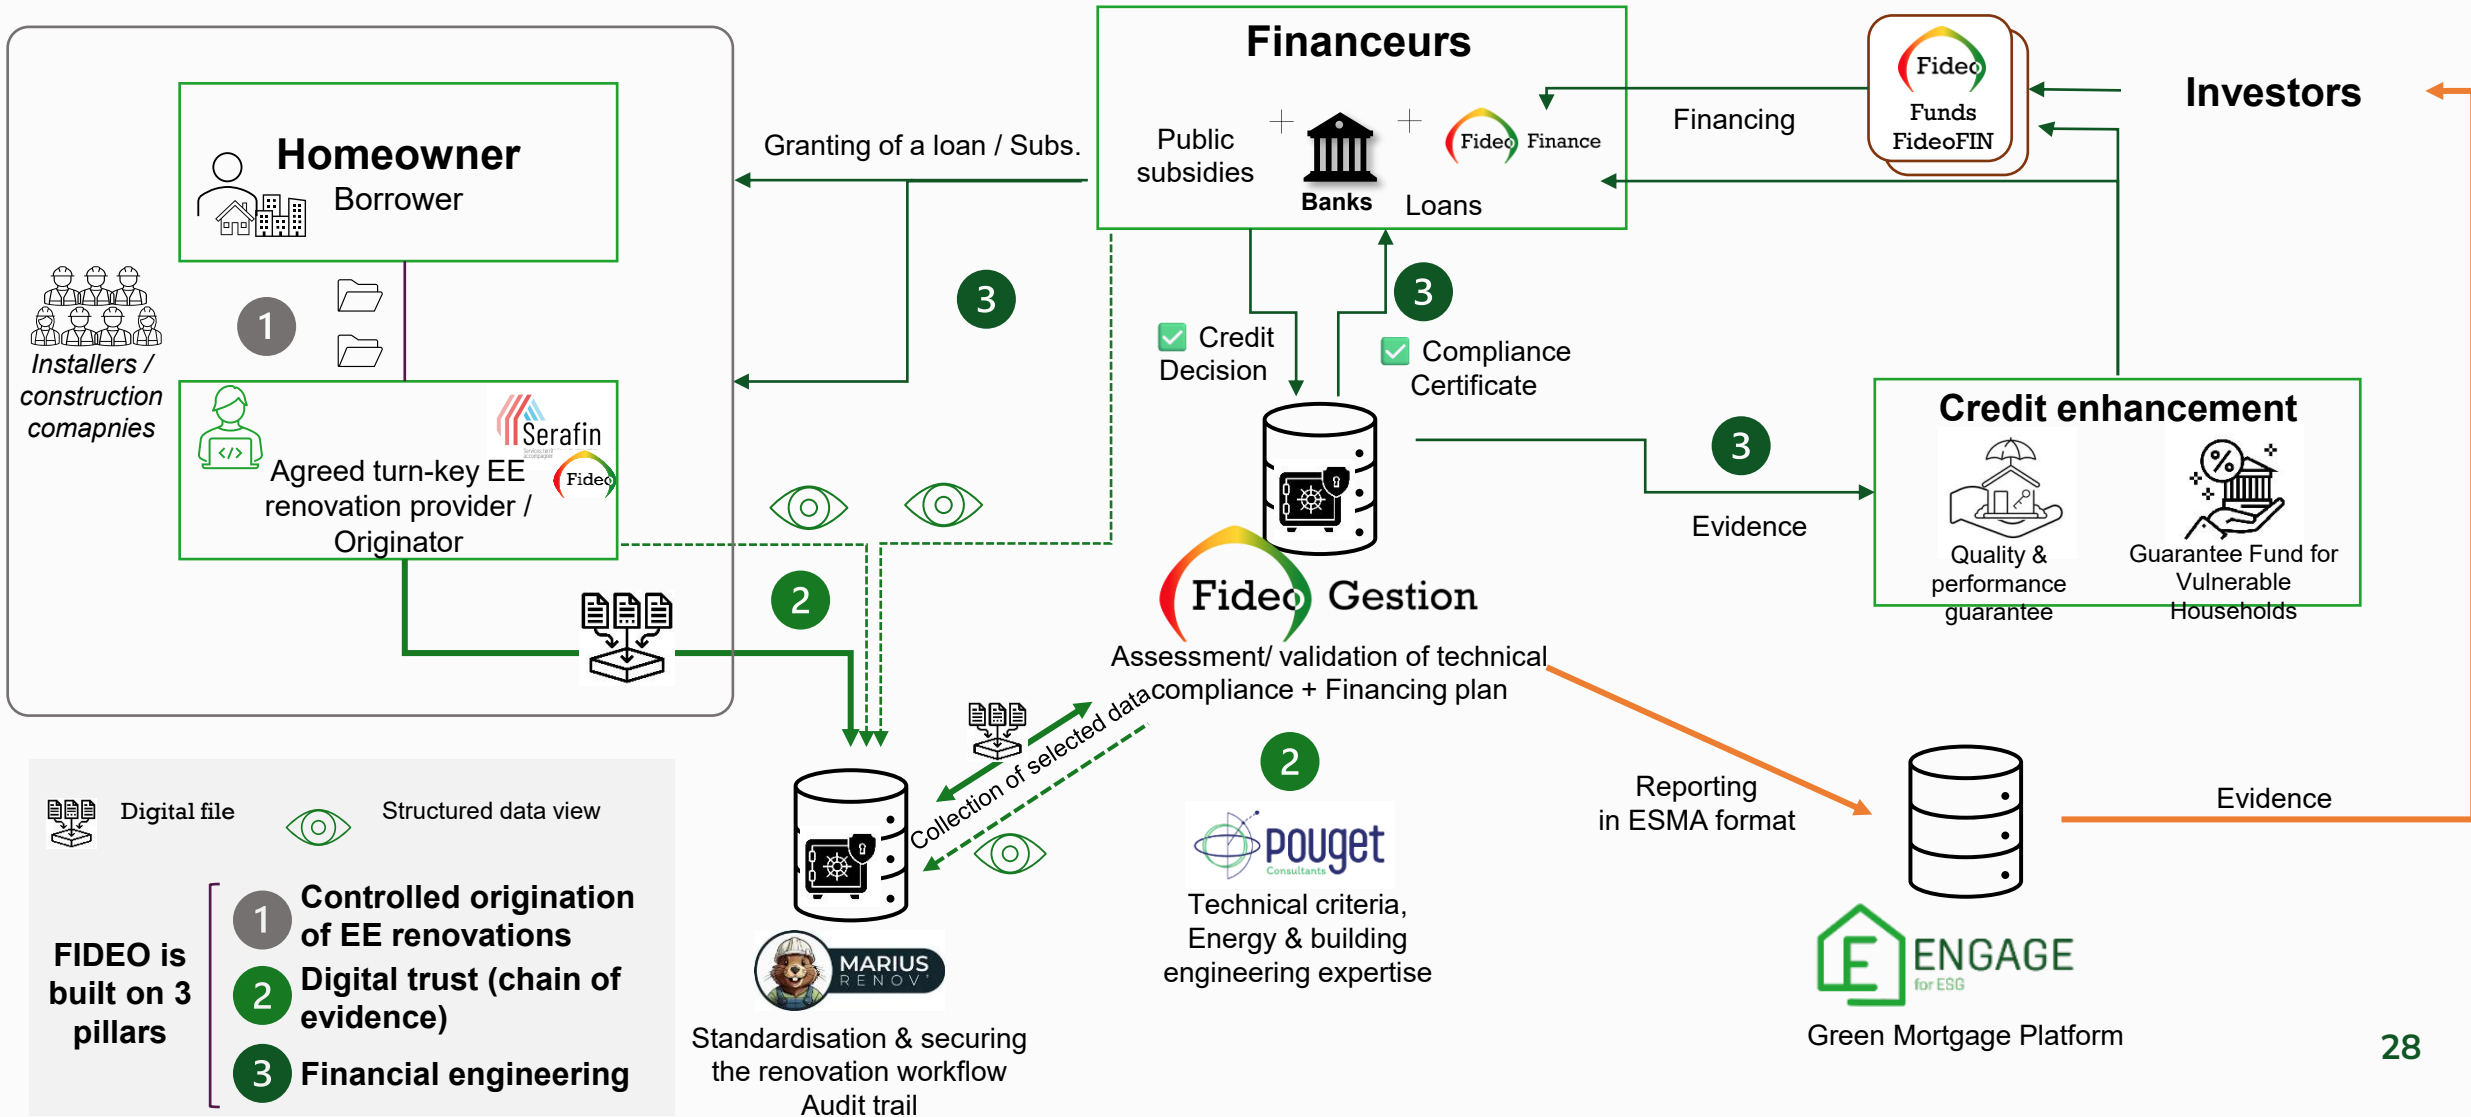 Homeowner
Borrower
1
Installers /
construction
comapnies
Serafin
Fideo
Agreed turn-key EE
renovation provider /
Originator
Granting of a loan / Subs.
3
2
Financeurs
Public
subsidies
+
Banks
+
Fideo Finance
Loans
Financing
Fideo
Funds
FideoFIN
Investors
✅ Credit
Decision
3
✅ Compliance
Certificate
3
Evidence
Credit enhancement
Quality &
performance
guarantee
Guarantee Fund for
Vulnerable
Households
Fideo Gestion
Assessment/ validation of technical
compliance + Financing plan
Collection of selected data
2
pouget
Consultants
Technical criteria,
Energy & building
engineering expertise
Reporting
in ESMA format
Evidence
ENGAGE
for ESG
Green Mortgage Platform
MARIUS
RENOV'
Standardisation & securing
the renovation workflow
Audit trail
Digital file
Structured data view
FIDEO is
built on 3
pillars
1 Controlled origination
of EE renovations
2 Digital trust (chain of
evidence)
3 Financial engineering
28